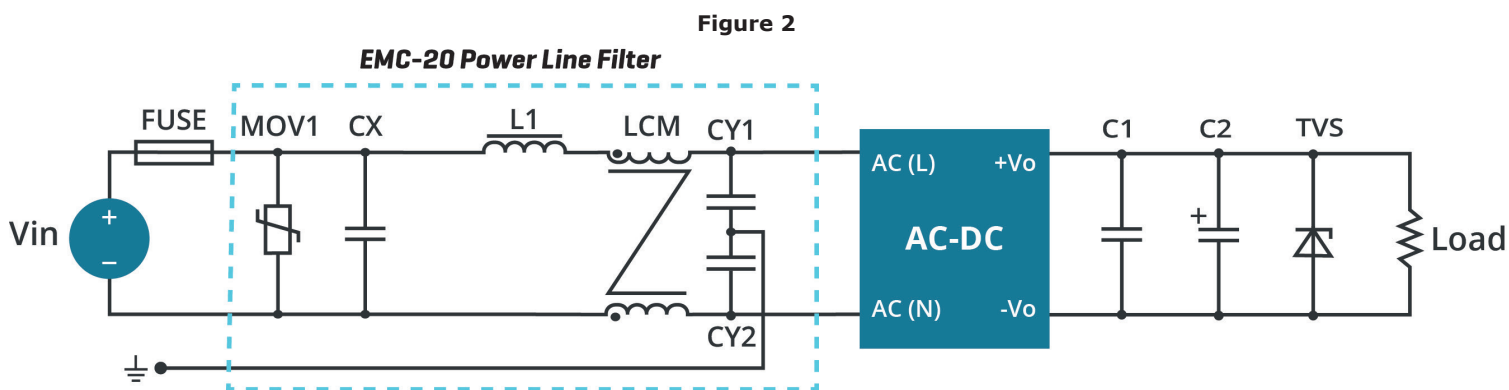 Figure 2
EMC-20 Power Line Filter
FUSE
MOV1
CX
L1
LCM
CY1
C1
C2
TVS
AC (L)
+Vo
Vin
+
−
AC-DC
+
Load
AC (N)
-Vo
CY2